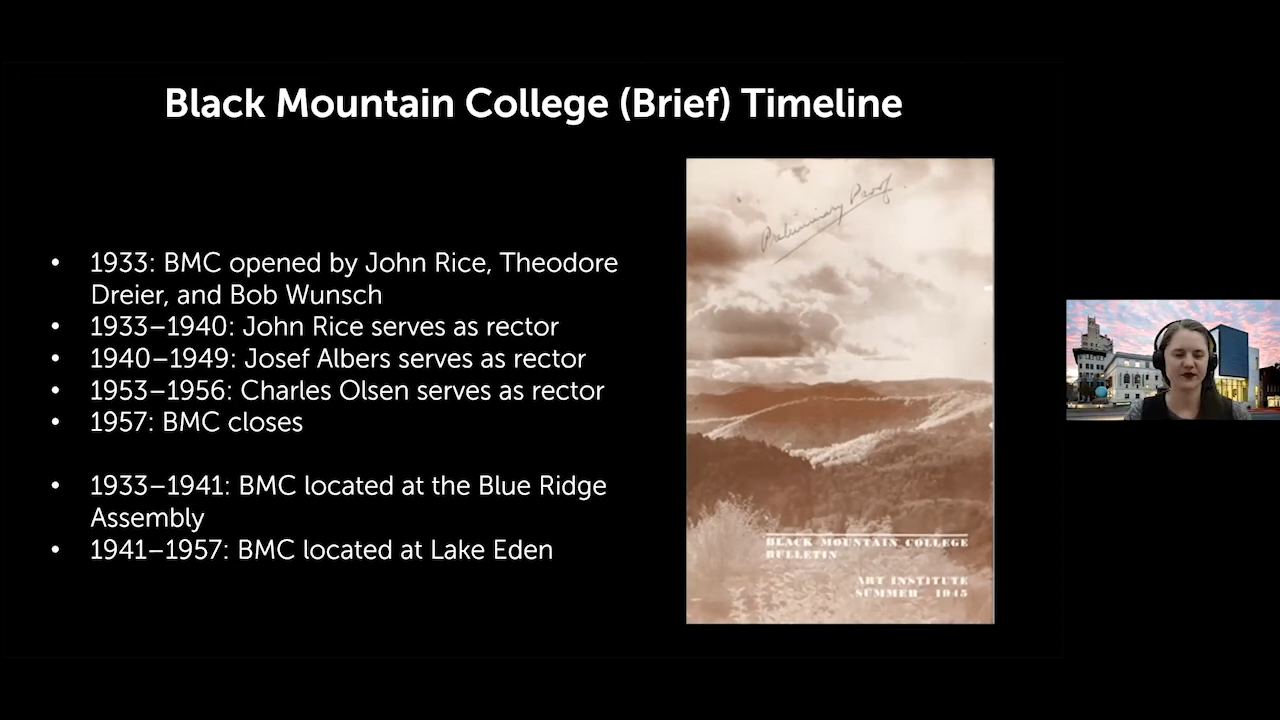 Black Mountain College (Brief) Timeline
• 1933: BMC opened by John Rice, Theodore
Dreier, and Bob Wunsch
• 1933–1940: John Rice serves as rector
• 1940–1949: Josef Albers serves as rector
• 1953–1956: Charles Olsen serves as rector
• 1957: BMC closes
• 1933–1941: BMC located at the Blue Ridge
Assembly
• 1941–1957: BMC located at Lake Eden
Preliminary Proof.
BLACK MOUNTAIN COLLEGE
BULLETIN
ART INSTITUTE
SUMMER 1945